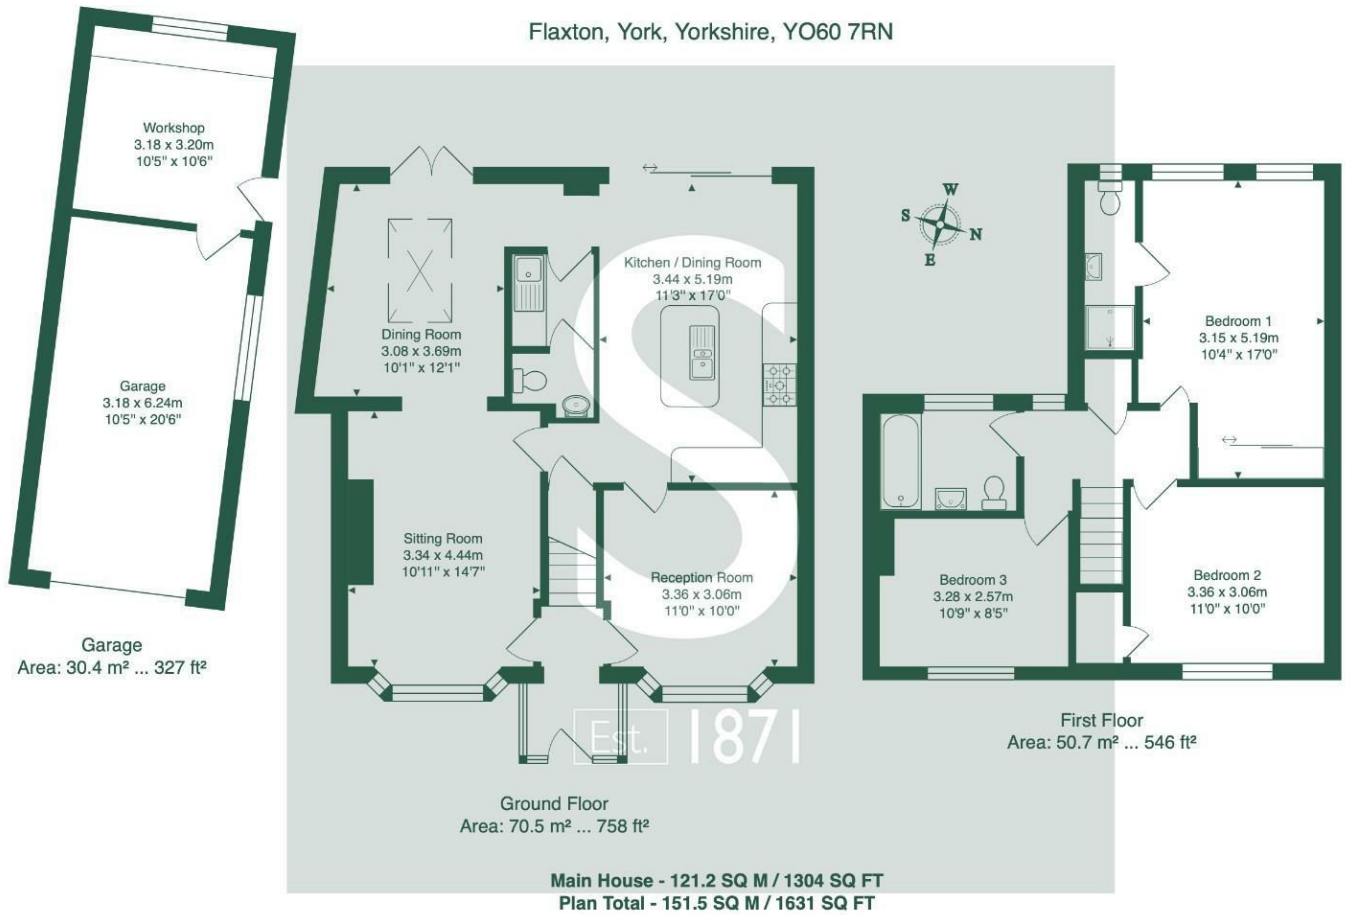 Flaxton, York, Yorkshire, YO60 7RN
Workshop
3.18 x 3.20m
10'5" x 10'6"
Garage
3.18 x 6.24m
10'5" x 20'6"
Garage
Area: 30.4 m² ... 327 ft²
Dining Room
3.08 x 3.69m
10'1" x 12'1"
Kitchen / Dining Room
3.44 x 5.19m
11'3" x 17'0"
Sitting Room
3.34 x 4.44m
10'11" x 14'7"
Reception Room
3.36 x 3.06m
11'0" x 10'0"
S
Est. 1871
Ground Floor
Area: 70.5 m² ... 758 ft²
W
S
N
E
Bedroom 1
3.15 x 5.19m
10'4" x 17'0"
Bedroom 3
3.28 x 2.57m
10'9" x 8'5"
Bedroom 2
3.36 x 3.06m
11'0" x 10'0"
First Floor
Area: 50.7 m² ... 546 ft²
Main House - 121.2 SQ M / 1304 SQ FT
Plan Total - 151.5 SQ M / 1631 SQ FT